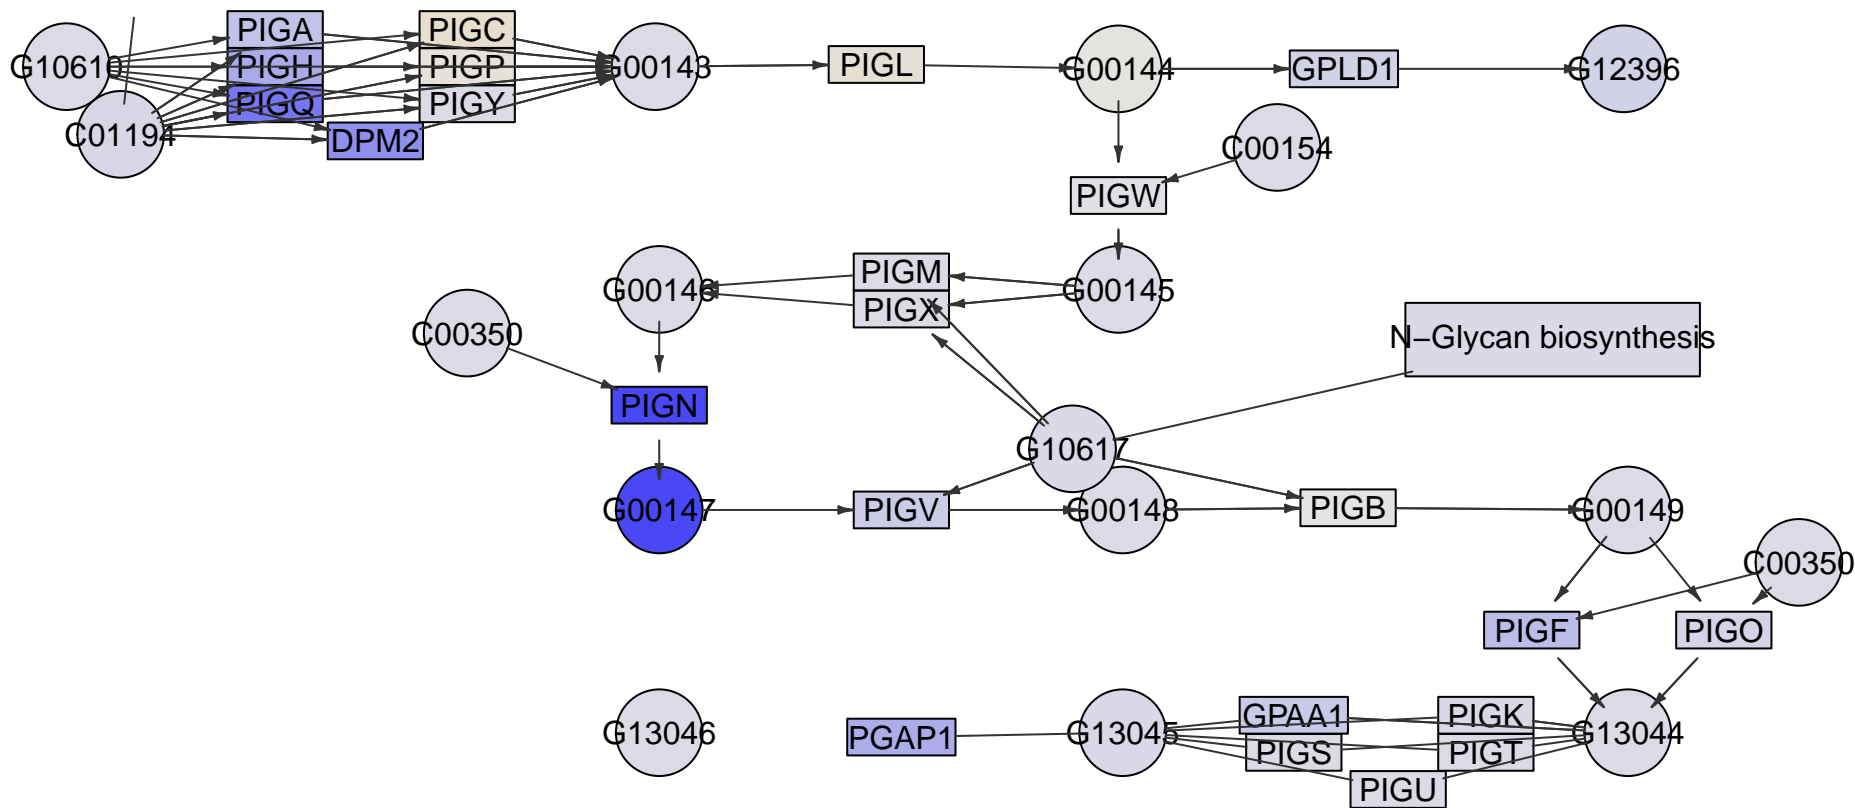 PIGA
PIGC
G10610
PIGH
PIGP
G00143
PIGL
G00144
GPLD1
G12396
PIGQ
PIGY
C01194
DPM2
C00154
PIGW
PIGM
G00146
G00145
PIGX
C00350
N−Glycan biosynthesis
PIGN
G10617
G00147
PIGV
G00148
PIGB
G00149
C00350
PIGF
PIGO
GPAA1
PIGK
G13046
PGAP1
G13045
G13044
PIGS
PIGT
PIGU